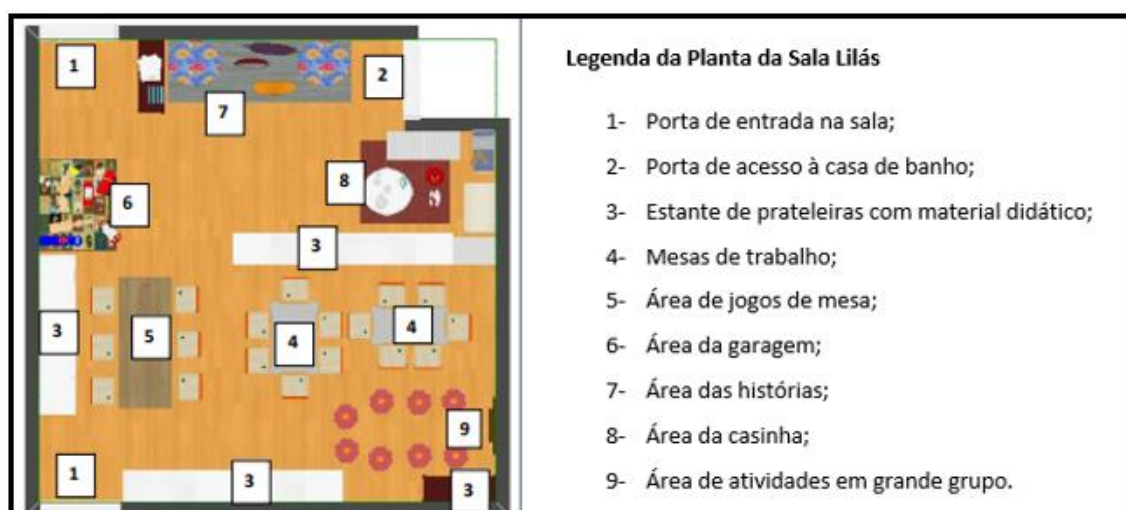 1
2
7
8
6
3
3
5
4
4
9
1
3
3
Legenda da Planta da Sala Lilás
1- Porta de entrada na sala;
2- Porta de acesso à casa de banho;
3- Estante de prateleiras com material didático;
4- Mesas de trabalho;
5- Área de jogos de mesa;
6- Área da garagem;
7- Área das histórias;
8- Área da casinha;
9- Área de atividades em grande grupo.